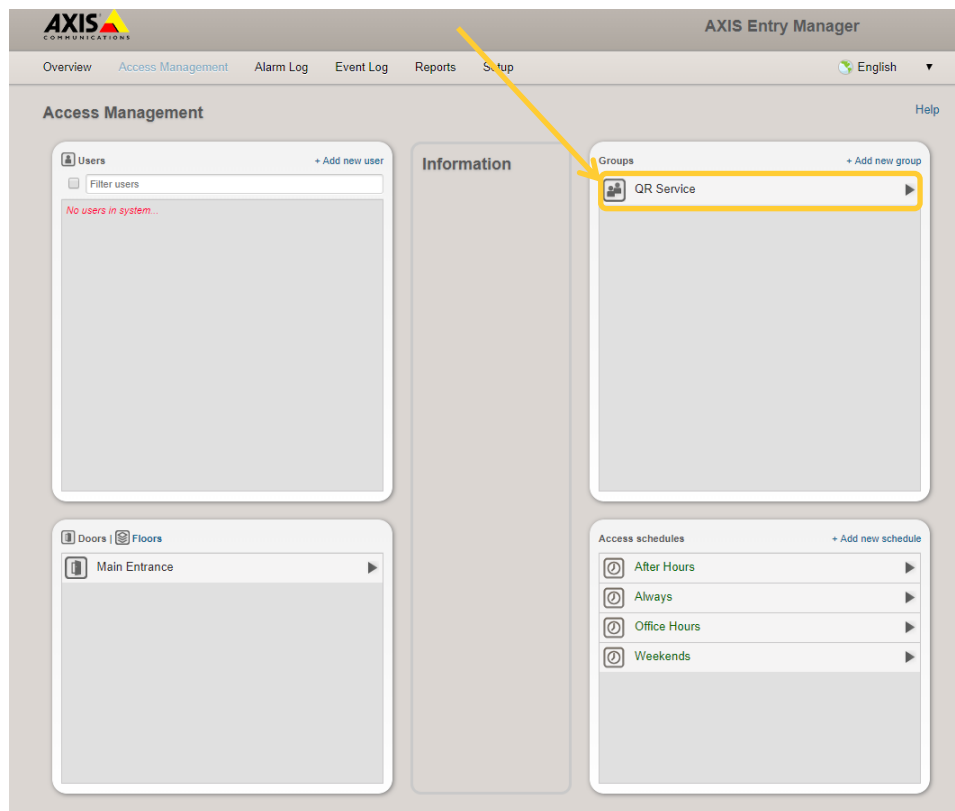 AXIS
COMMUNICATIONS
AXIS Entry Manager
Overview Access Management Alarm Log Event Log Reports Setup English
Access Management
Help
Users + Add new user
Filter users
No users in system...
Information
Groups + Add new group
QR Service
Doors | Floors
Main Entrance
Access schedules + Add new schedule
After Hours
Always
Office Hours
Weekends